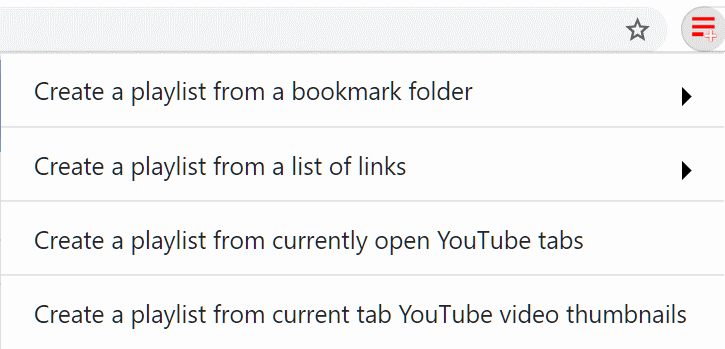 Create a playlist from a bookmark folder
Create a playlist from a list of links
Create a playlist from currently open YouTube tabs
Create a playlist from current tab YouTube video thumbnails